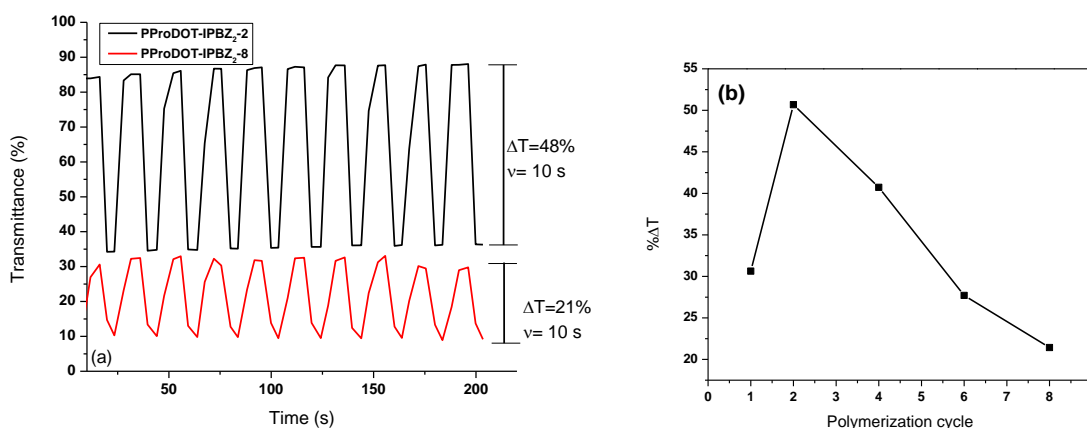 PProDOT-IPBZ₂-2
PProDOT-IPBZ₂-8
100
90
80
70
60
50
40
30
20
10
0
Transmittance (%)
(a)
50
100
150
200
Time (s)
ΔT=48%
ν= 10 s
ΔT=21%
ν= 10 s
(b)
55
50
45
40
35
30
25
20
%ΔT
0 1 2 3 4 5 6 7 8
Polymerization cycle